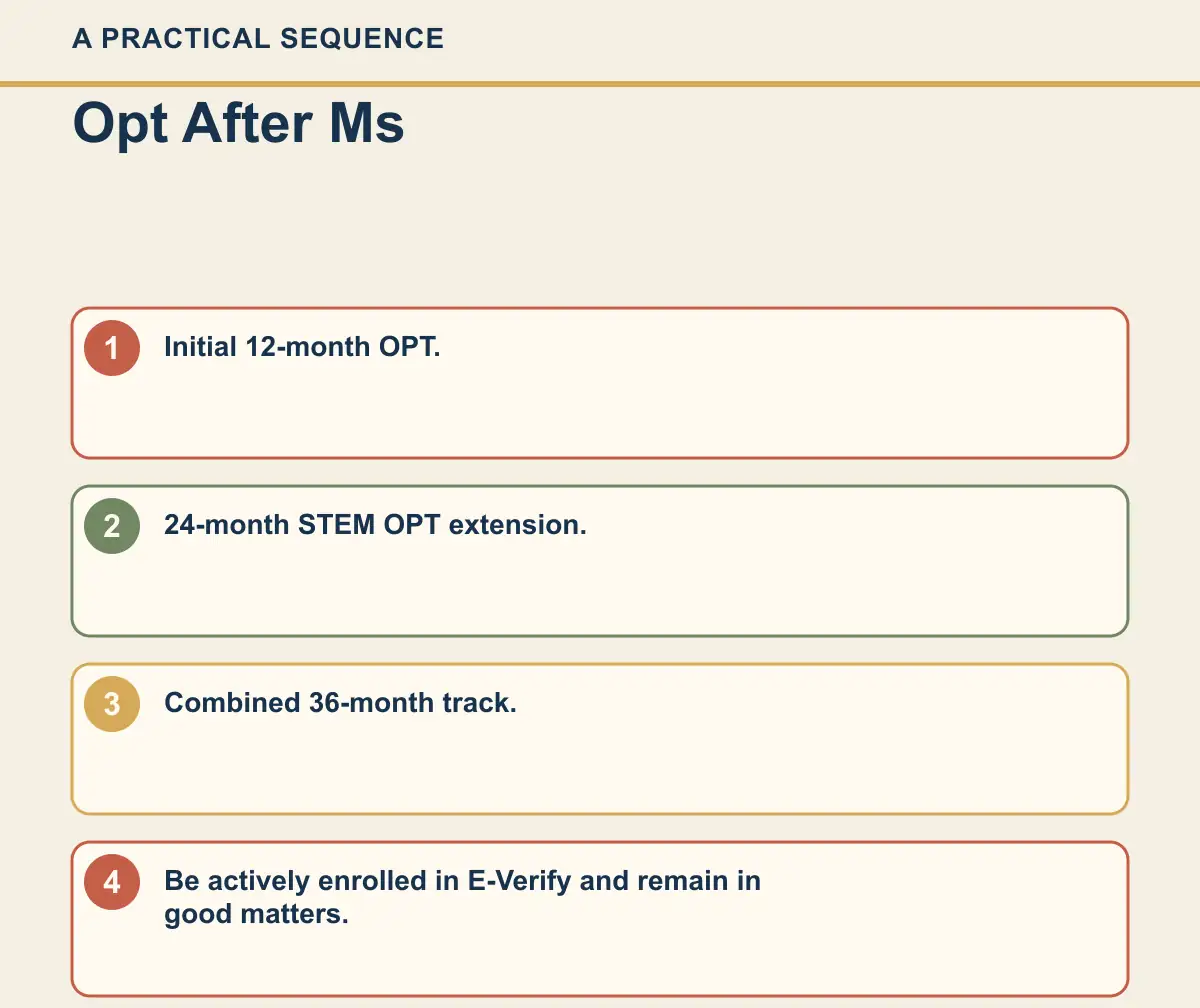 A PRACTICAL SEQUENCE
Opt After Ms
1 Initial 12-month OPT.
2 24-month STEM OPT extension.
3 Combined 36-month track.
4 Be actively enrolled in E-Verify and remain in
good matters.